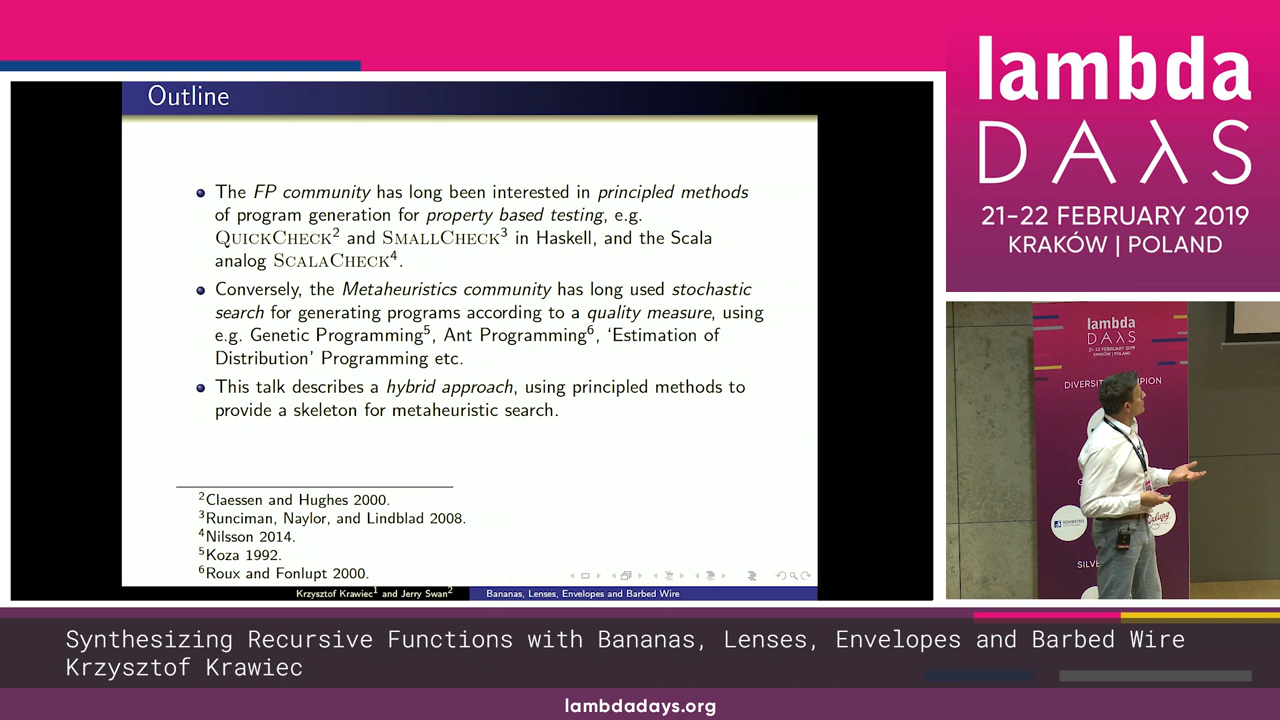 Outline
The FP community has long been interested in principled methods
of program generation for property based testing, e.g.
QUICKCHECK² and SMALLCHECK³ in Haskell, and the Scala
analog SCALACHECK⁴.
Conversely, the Metaheuristics community has long used stochastic
search for generating programs according to a quality measure, using
e.g. Genetic Programming⁵, Ant Programming⁶, ‘Estimation of
Distribution’ Programming etc.
This talk describes a hybrid approach, using principled methods to
provide a skeleton for metaheuristic search.
²Claessen and Hughes 2000.
³Runciman, Naylor, and Lindblad 2008.
⁴Nilsson 2014.
⁵Koza 1992.
⁶Roux and Fonlupt 2000.
Krzysztof Krawiec¹ and Jerry Swan² Bananas, Lenses, Envelopes and Barbed Wire
lambda
DAλS
21–22 FEBRUARY 2019
KRAKÓW | POLAND
lambda
DAλS
21-22 FEBRUARY 2019
KRAKÓW | POLAND
Synthesizing Recursive Functions with Bananas, Lenses, Envelopes and Barbed Wire
Krzysztof Krawiec
lambdadays.org